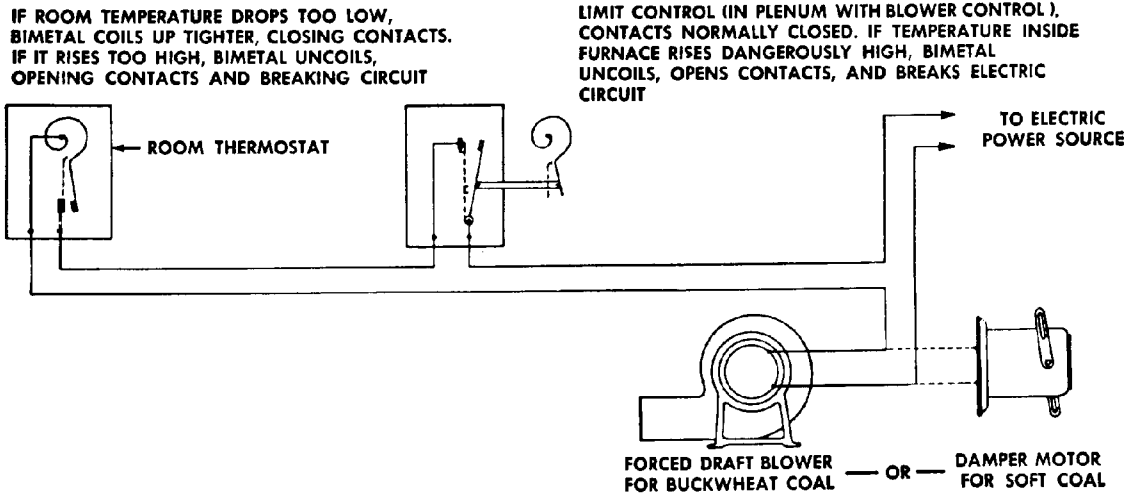 IF ROOM TEMPERATURE DROPS TOO LOW,
BIMETAL COILS UP TIGHTER, CLOSING CONTACTS.
IF IT RISES TOO HIGH, BIMETAL UNCOILS,
OPENING CONTACTS AND BREAKING CIRCUIT
LIMIT CONTROL (IN PLENUM WITH BLOWER CONTROL),
CONTACTS NORMALLY CLOSED. IF TEMPERATURE INSIDE
FURNACE RISES DANGEROUSLY HIGH, BIMETAL
UNCOILS, OPENS CONTACTS, AND BREAKS ELECTRIC
CIRCUIT
ROOM THERMOSTAT
TO ELECTRIC
POWER SOURCE
FORCED DRAFT BLOWER
FOR BUCKWHEAT COAL
OR
DAMPER MOTOR
FOR SOFT COAL